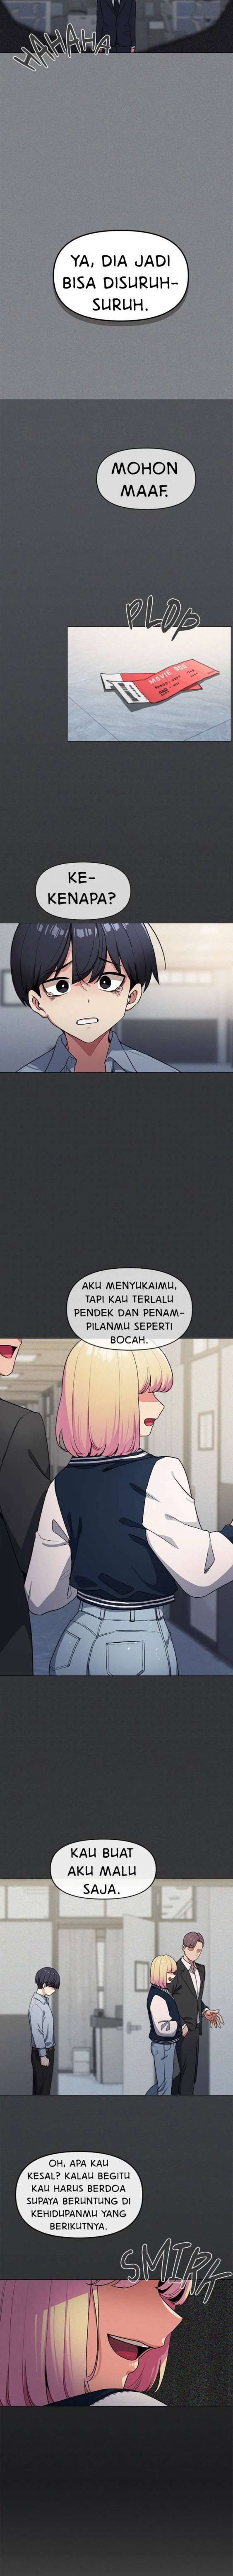 HAHAHA
YA, DIA JADI
BISA DISURUH-
SURUH.
MOHON
MAAF.
PLOP
MOVIE
KE-
KENAPA?
AKU MENYUKAIMU,
TAPI KAU TERLALU
PENDEK DAN PENAM-
PILANMU SEPERTI
BOCAH.
KAU BUAT
AKU MALU
SAJA.
OH, APA KAU
KESAL? KALAU BEGITU
KAU HARUS BERDOA
SUPAYA BERUNTUNG DI
KEHIDUPANMU YANG
BERIKUTNYA.
SMIRK